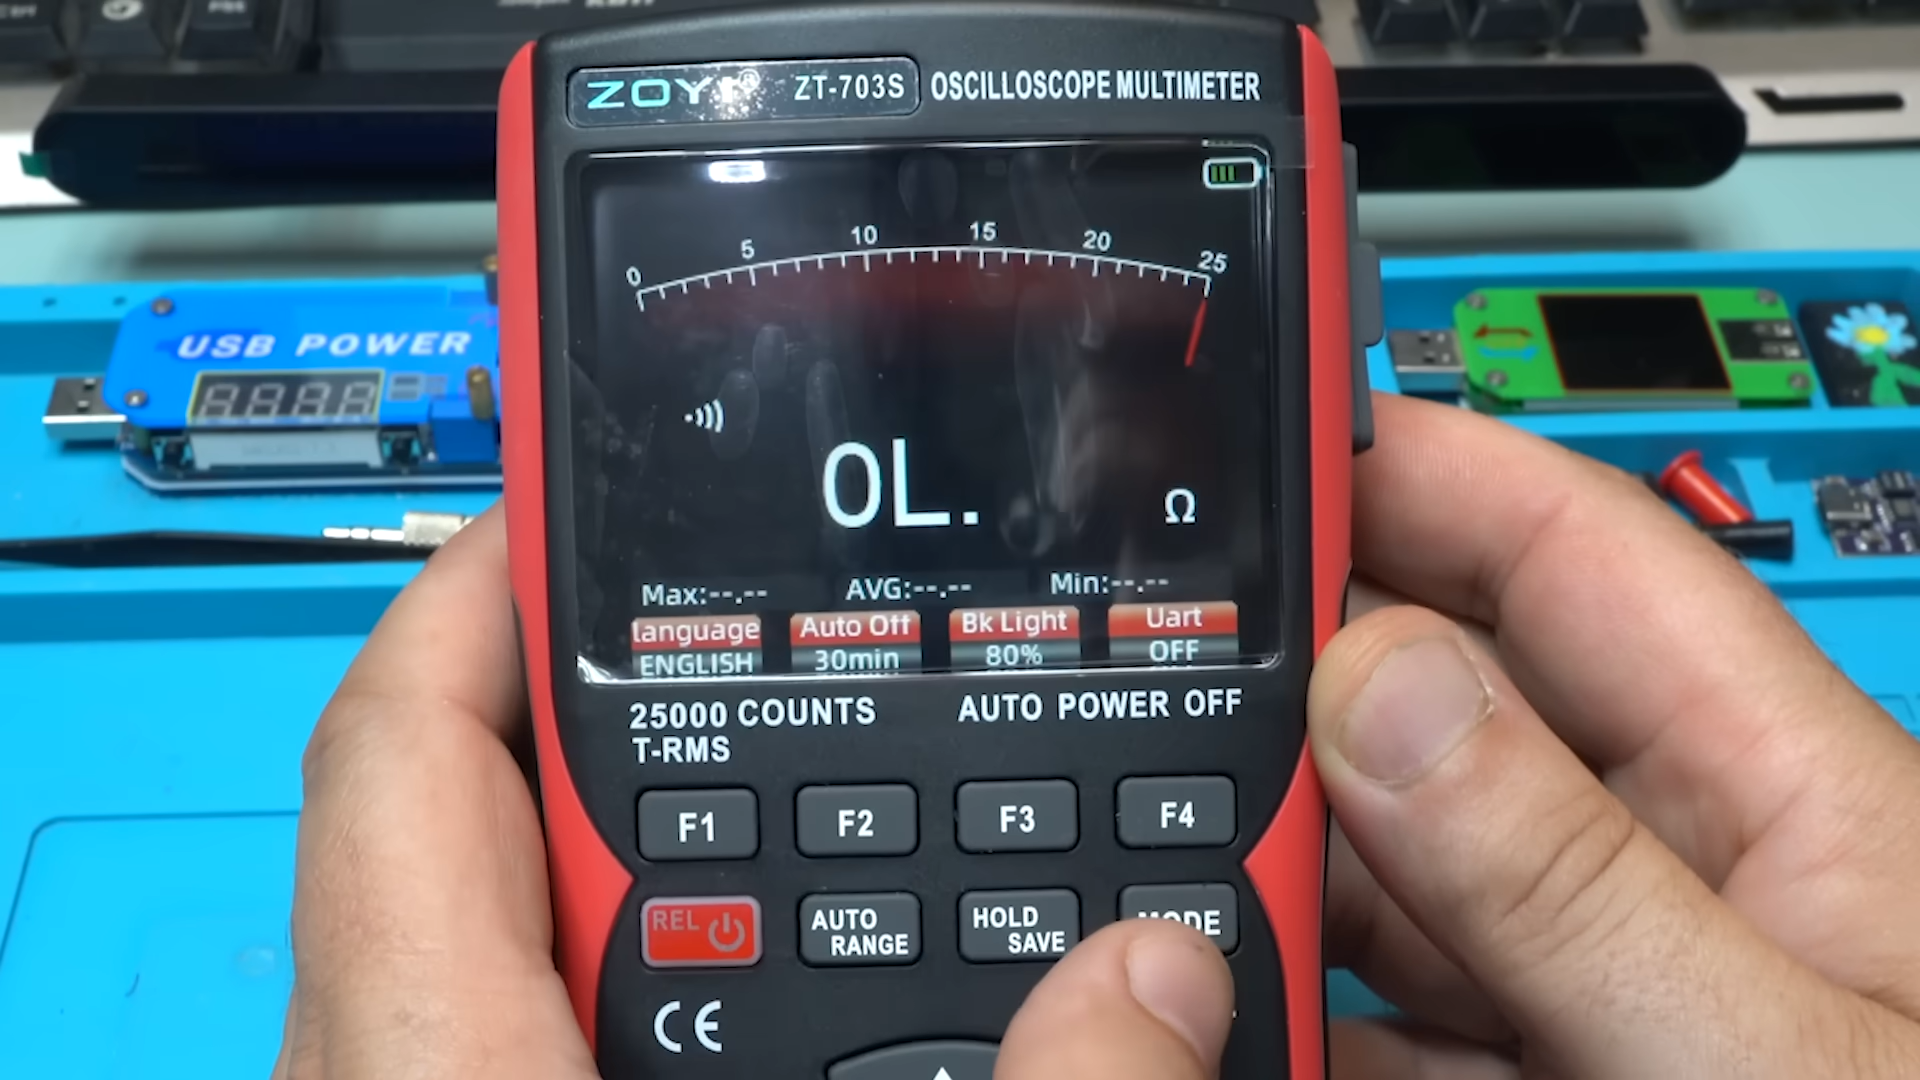 ZOYI® ZT-703S OSCILLOSCOPE MULTIMETER
0 5 10 15 20 25
0L. Ω
Max:--.-- AVG:--.-- Min:--.--
language Auto Off Bk Light Uart
ENGLISH 30min 80% OFF
25000 COUNTS AUTO POWER OFF
T-RMS
F1 F2 F3 F4
REL AUTO RANGE HOLD SAVE MODE
CE
USB POWER